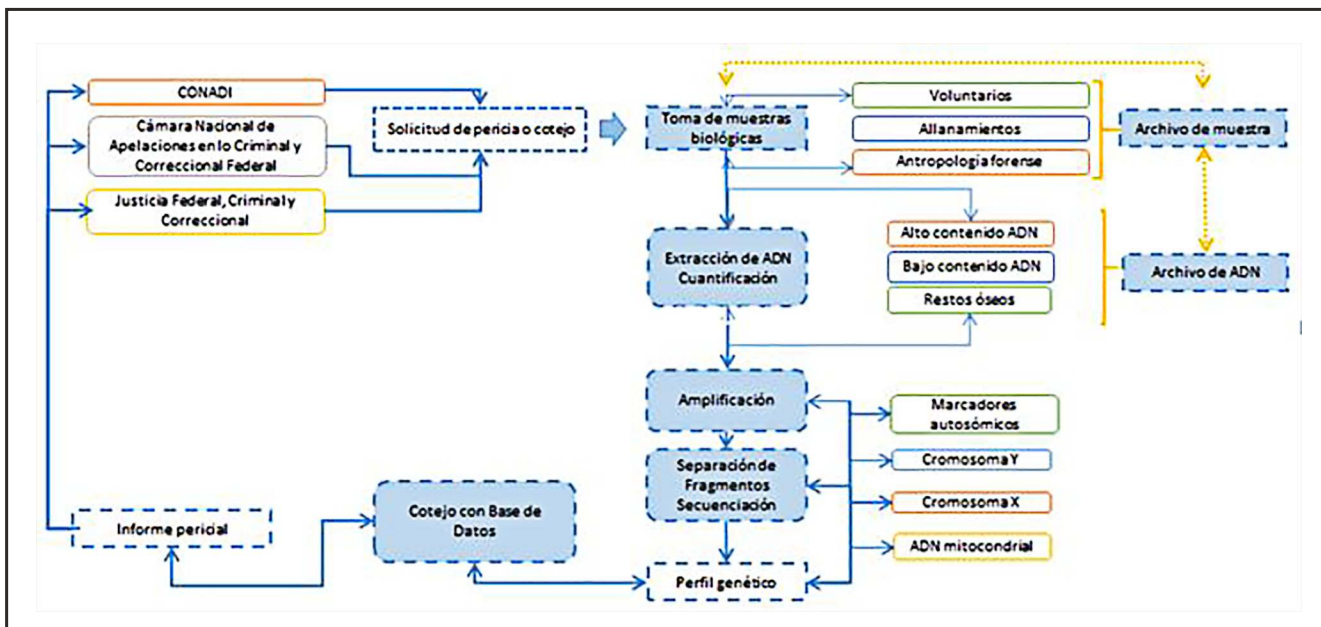 CONADI
Cámara Nacional de
Apelaciones en lo Criminal y
Correccional Federal
Justicia Federal, Criminal y
Correccional
Solicitud de pericia o cotejo
Toma de muestras
biológicas
Voluntarios
Allanamientos
Antropología forense
Archivo de muestra
Extracción de ADN
Cuantificación
Alto contenido ADN
Bajo contenido ADN
Restos óseos
Archivo de ADN
Amplificación
Separación de
Fragmentos
Secuenciación
Marcadores
autosómicos
Cromosoma Y
Cromosoma X
ADN mitocondrial
Informe pericial
Cotejo con Base de
Datos
Perfil genético